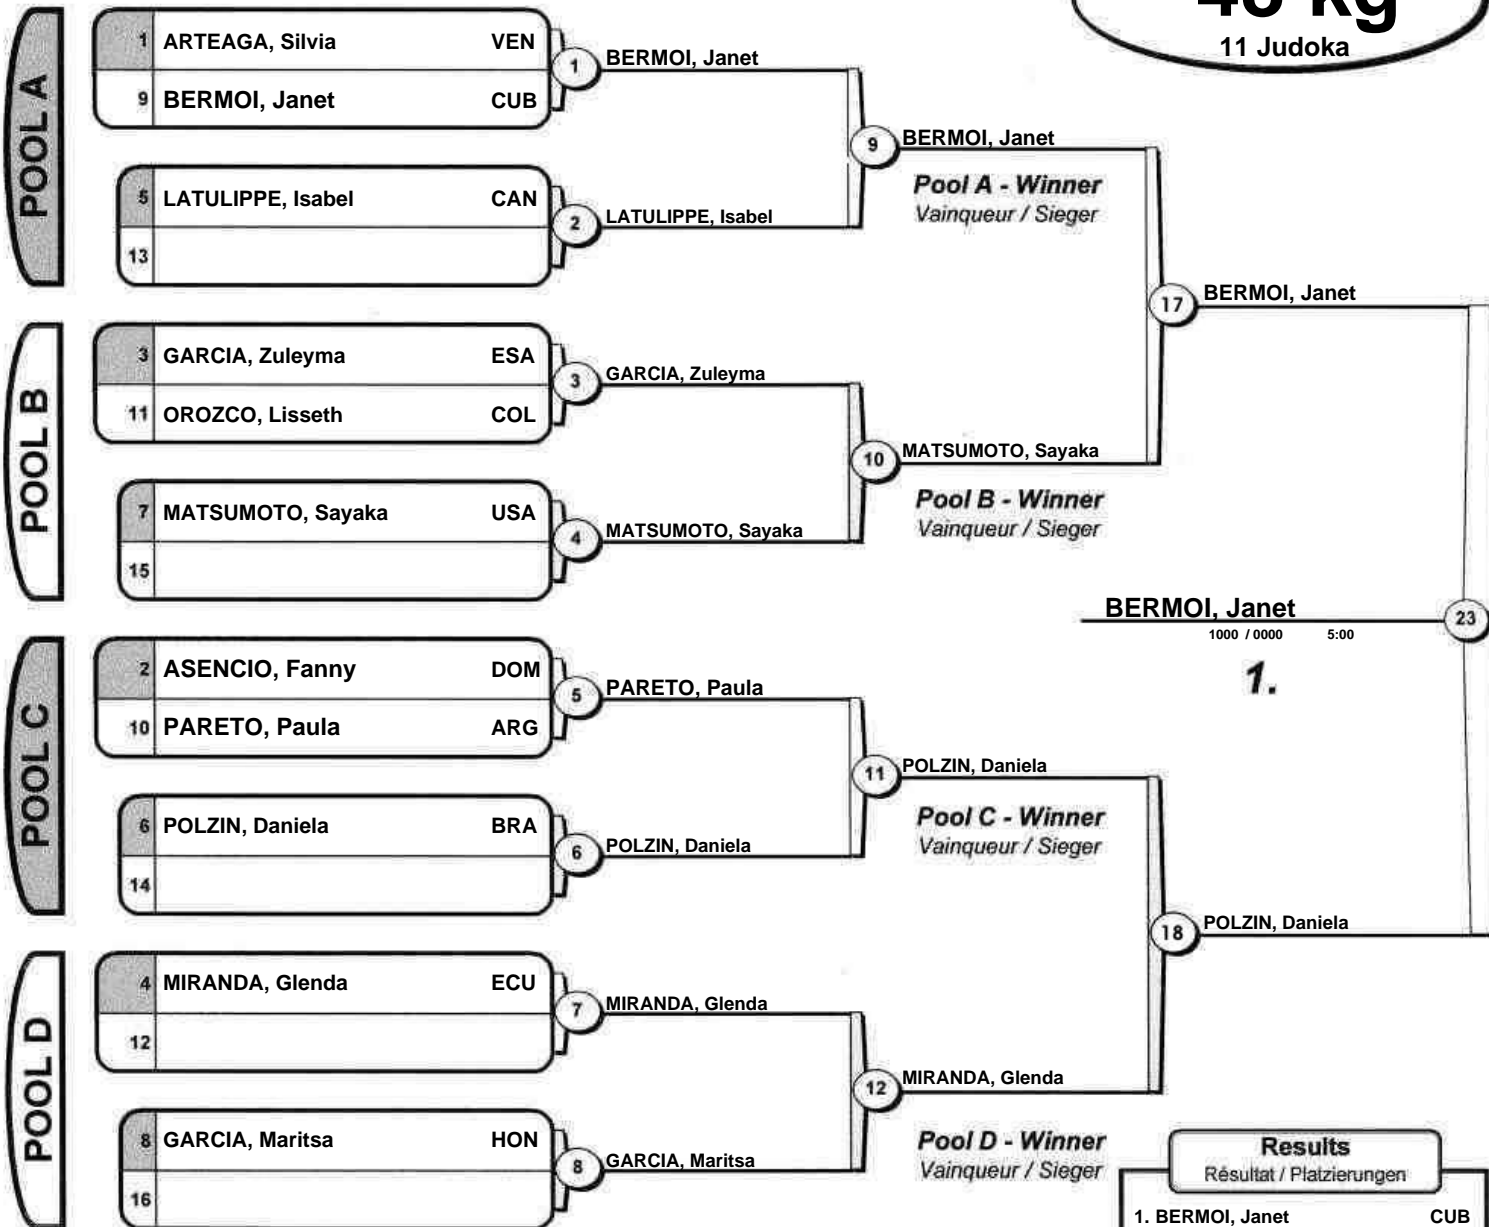 48 kg
11 Judoka
POOL A
1 ARTEAGA, Silvia VEN
9 BERMOI, Janet CUB
1 BERMOI, Janet
5 LATULIPPE, Isabel CAN
13
2 LATULIPPE, Isabel
9 BERMOI, Janet
Pool A - Winner
Vainqueur / Sieger
POOL B
3 GARCIA, Zuleyma ESA
11 OROZCO, Lisseth COL
3 GARCIA, Zuleyma
7 MATSUMOTO, Sayaka USA
15
4 MATSUMOTO, Sayaka
10 MATSUMOTO, Sayaka
Pool B - Winner
Vainqueur / Sieger
17 BERMOI, Janet
BERMOI, Janet 23
1000 / 0000 5:00
1.
POOL C
2 ASENCIO, Fanny DOM
10 PARETO, Paula ARG
5 PARETO, Paula
6 POLZIN, Daniela BRA
14
6 POLZIN, Daniela
11 POLZIN, Daniela
Pool C - Winner
Vainqueur / Sieger
18 POLZIN, Daniela
POOL D
4 MIRANDA, Glenda ECU
12
7 MIRANDA, Glenda
8 GARCIA, Maritsa HON
16
8 GARCIA, Maritsa
12 MIRANDA, Glenda
Pool D - Winner
Vainqueur / Sieger
Results
Résultat / Platzierungen
1. BERMOI, Janet CUB